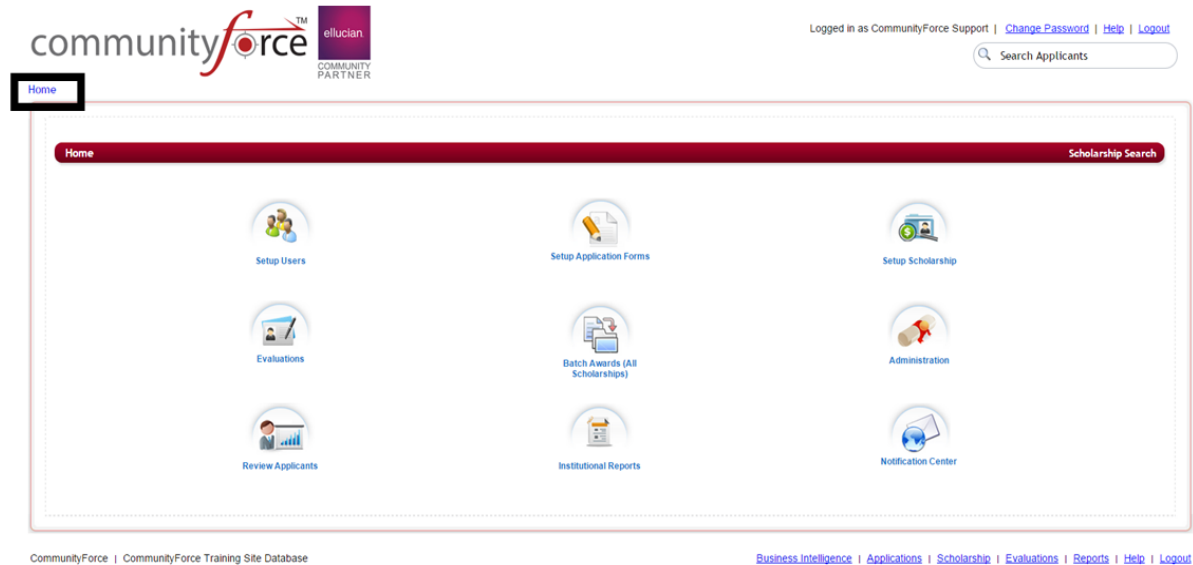 communityforce™
ellucian.
COMMUNITY
PARTNER
Logged in as CommunityForce Support | Change Password | Help | Logout
Search Applicants
Home
Home
Scholarship Search
Setup Users
Setup Application Forms
Setup Scholarship
Evaluations
Batch Awards (All
Scholarships)
Administration
Review Applicants
Institutional Reports
Notification Center
CommunityForce | CommunityForce Training Site Database
Business Intelligence | Applications | Scholarship | Evaluations | Reports | Help | Logout